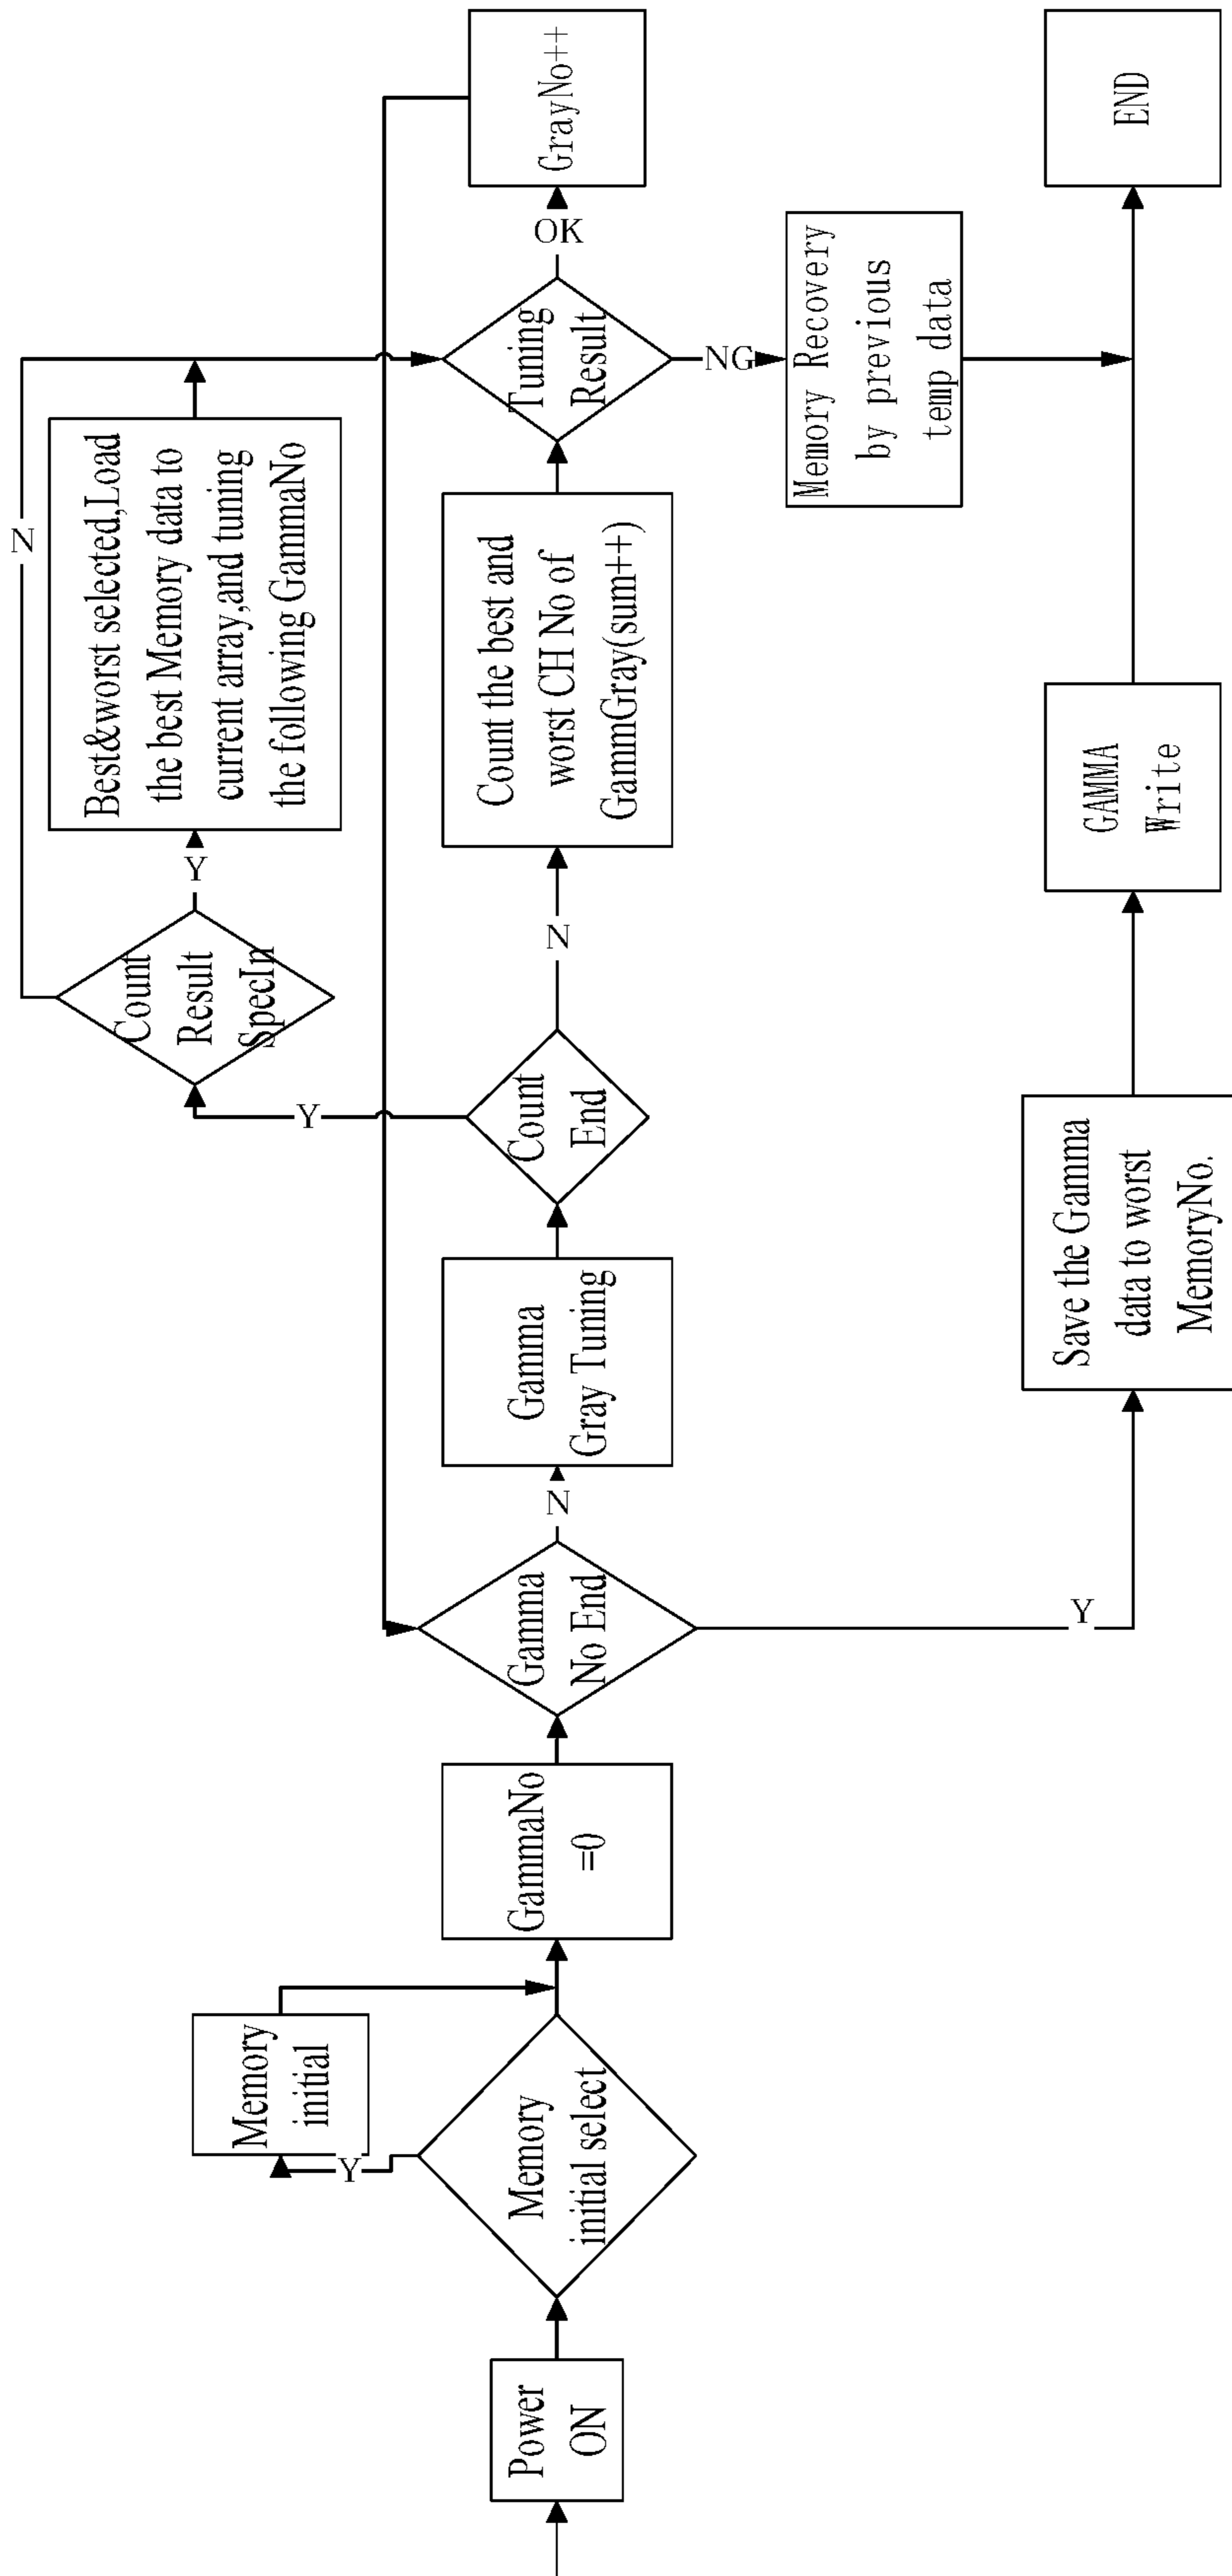 Power
ON
Memory
initial select
Y
Memory
initial
GammaNo
=0
Gamma
No End
N
Gamma
Gray Tuning
Count
End
Y
Count
Result
SpecIn
Y
Best&worst selected,Load
the best Memory data to
current array,and tuning
the following GammaNo
N
N
Count the best and
worst CH No of
GammGray(sum++)
Tuning
Result
OK
GrayNo++
NG
Memory Recovery
by previous
temp data
Y
Save the Gamma
data to worst
MemoryNo.
GAMMA
Write
END